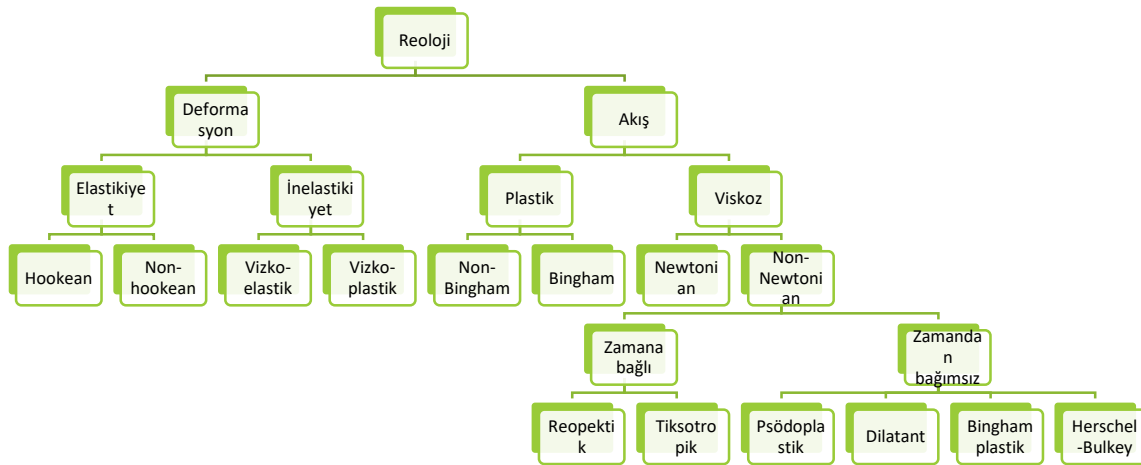 Reoloji
Deforma
syon
Akış
Elastikiye
t
İnelastiki
yet
Plastik
Viskoz
Hookean
Non-
hookean
Vizko-
elastik
Vizko-
plastik
Non-
Bingham
Bingham
Newtoni
an
Non-
Newtoni
an
Zamana
bağlı
Zamanda
n
bağımsız
Reopekti
k
Tiksotro
pik
Psödopla
stik
Dilatant
Bingham
plastik
Herschel
-Bulkey